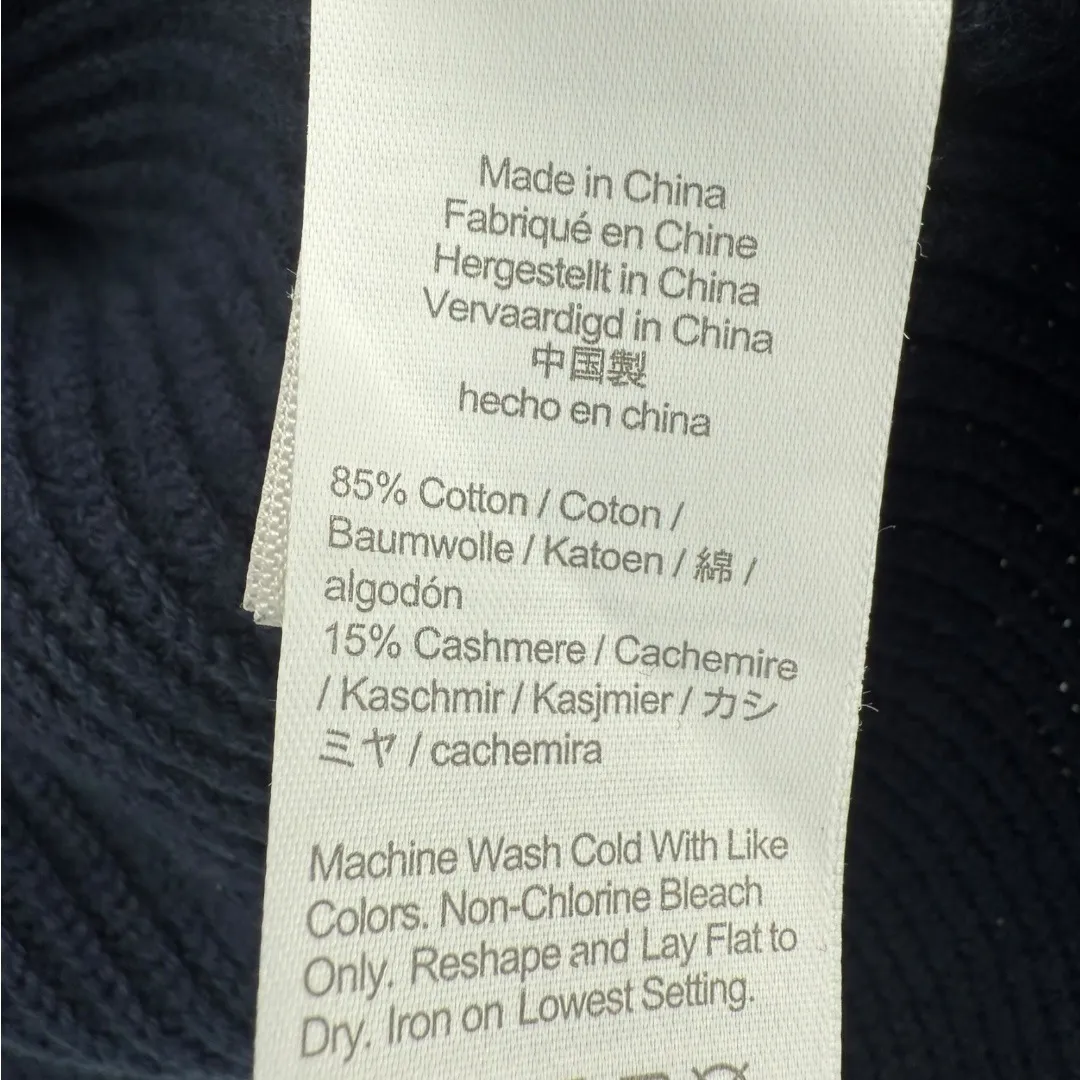 Made in China
Fabriqué en Chine
Hergestellt in China
Vervaardigd in China
中国製
hecho en china
85% Cotton / Coton /
Baumwolle / Katoen / 綿 /
algodón
15% Cashmere / Cachemire
/ Kaschmir / Kasjmier / カシ
ミヤ / cachemira
Machine Wash Cold With Like
Colors. Non-Chlorine Bleach
Only. Reshape and Lay Flat to
Dry. Iron on Lowest Setting.